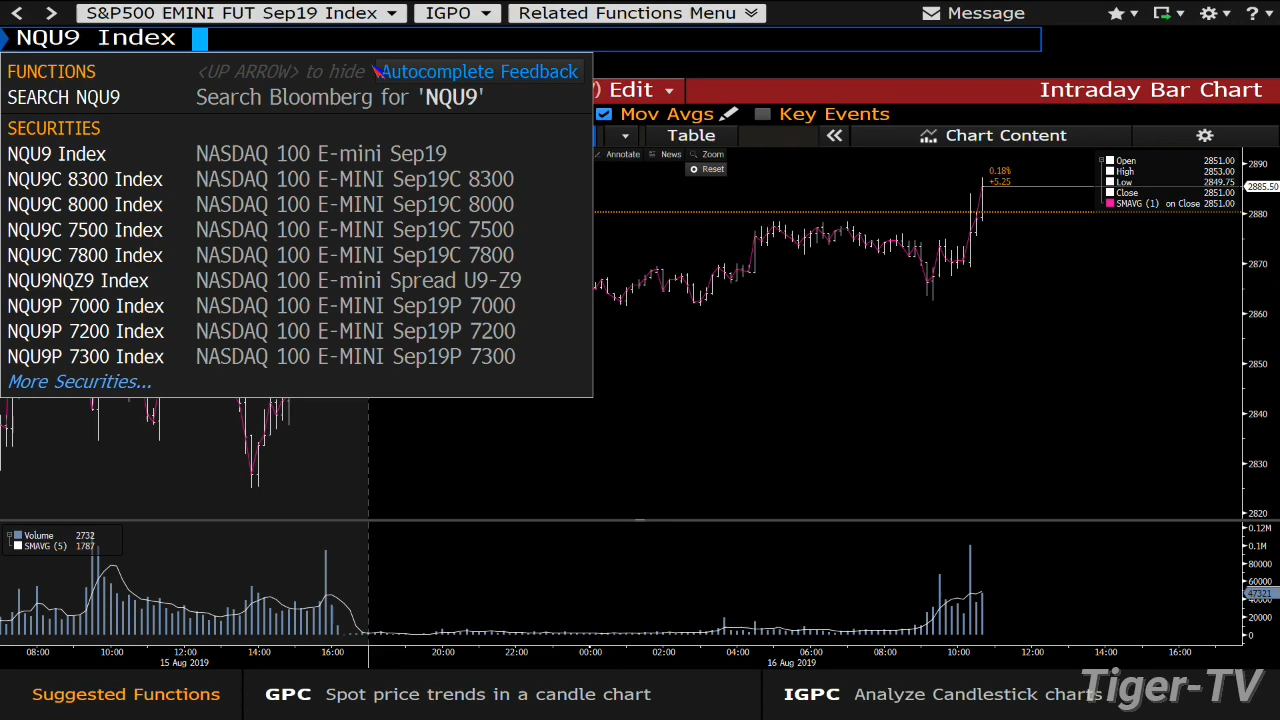 S&P500 EMINI FUT Sep19 Index
IGPO
Related Functions Menu
Message
?
NQU9 Index
FUNCTIONS
<UP ARROW> to hide
Autocomplete Feedback
SEARCH NQU9
Search Bloomberg for 'NQU9'
SECURITIES
NQU9 Index NASDAQ 100 E-mini Sep19
NQU9C 8300 Index NASDAQ 100 E-MINI Sep19C 8300
NQU9C 8000 Index NASDAQ 100 E-MINI Sep19C 8000
NQU9C 7500 Index NASDAQ 100 E-MINI Sep19C 7500
NQU9C 7800 Index NASDAQ 100 E-MINI Sep19C 7800
NQU9NQZ9 Index NASDAQ 100 E-mini Spread U9-Z9
NQU9P 7000 Index NASDAQ 100 E-MINI Sep19P 7000
NQU9P 7200 Index NASDAQ 100 E-MINI Sep19P 7200
NQU9P 7300 Index NASDAQ 100 E-MINI Sep19P 7300
More Securities...
) Edit
Intraday Bar Chart
Mov Avgs
Key Events
Table
Chart Content
Annotate
News
Zoom
Reset
0.18%
+5.25
Open 2851.00
High 2853.00
Low 2849.75
Close 2851.00
SMAVG (1) on Close 2851.00
2890
2885.50
2880
2870
2860
2850
2840
2830
2820
Volume 2732
SMAVG (5) 1787
0.12M
0.1M
80000
60000
47321
40000
20000
0
08:00 10:00 12:00 14:00 16:00 20:00 22:00 00:00 02:00 04:00 06:00 08:00 10:00 12:00 14:00 16:00
15 Aug 2019
16 Aug 2019
Suggested Functions
GPC Spot price trends in a candle chart
IGPC Analyze Candlestick charts
Tiger-TV